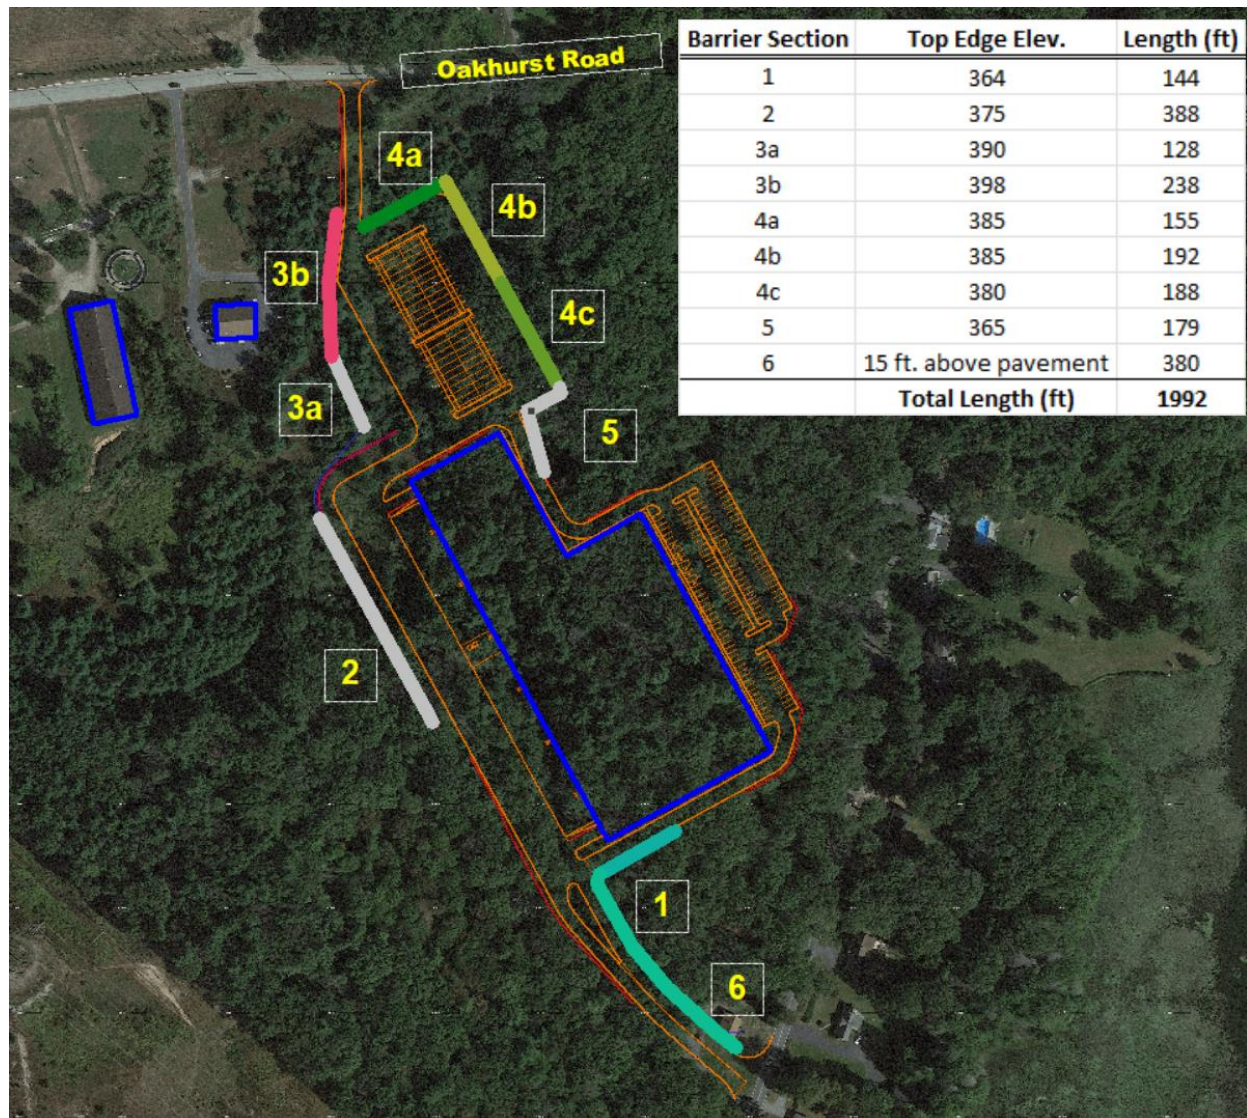 Oakhurst Road
Barrier Section Top Edge Elev. Length (ft)
1 364 144
2 375 388
3a 390 128
3b 398 238
4a 385 155
4b 385 192
4c 380 188
5 365 179
6 15 ft. above pavement 380
Total Length (ft) 1992
4a
4b
3b
4c
3a
5
2
1
6